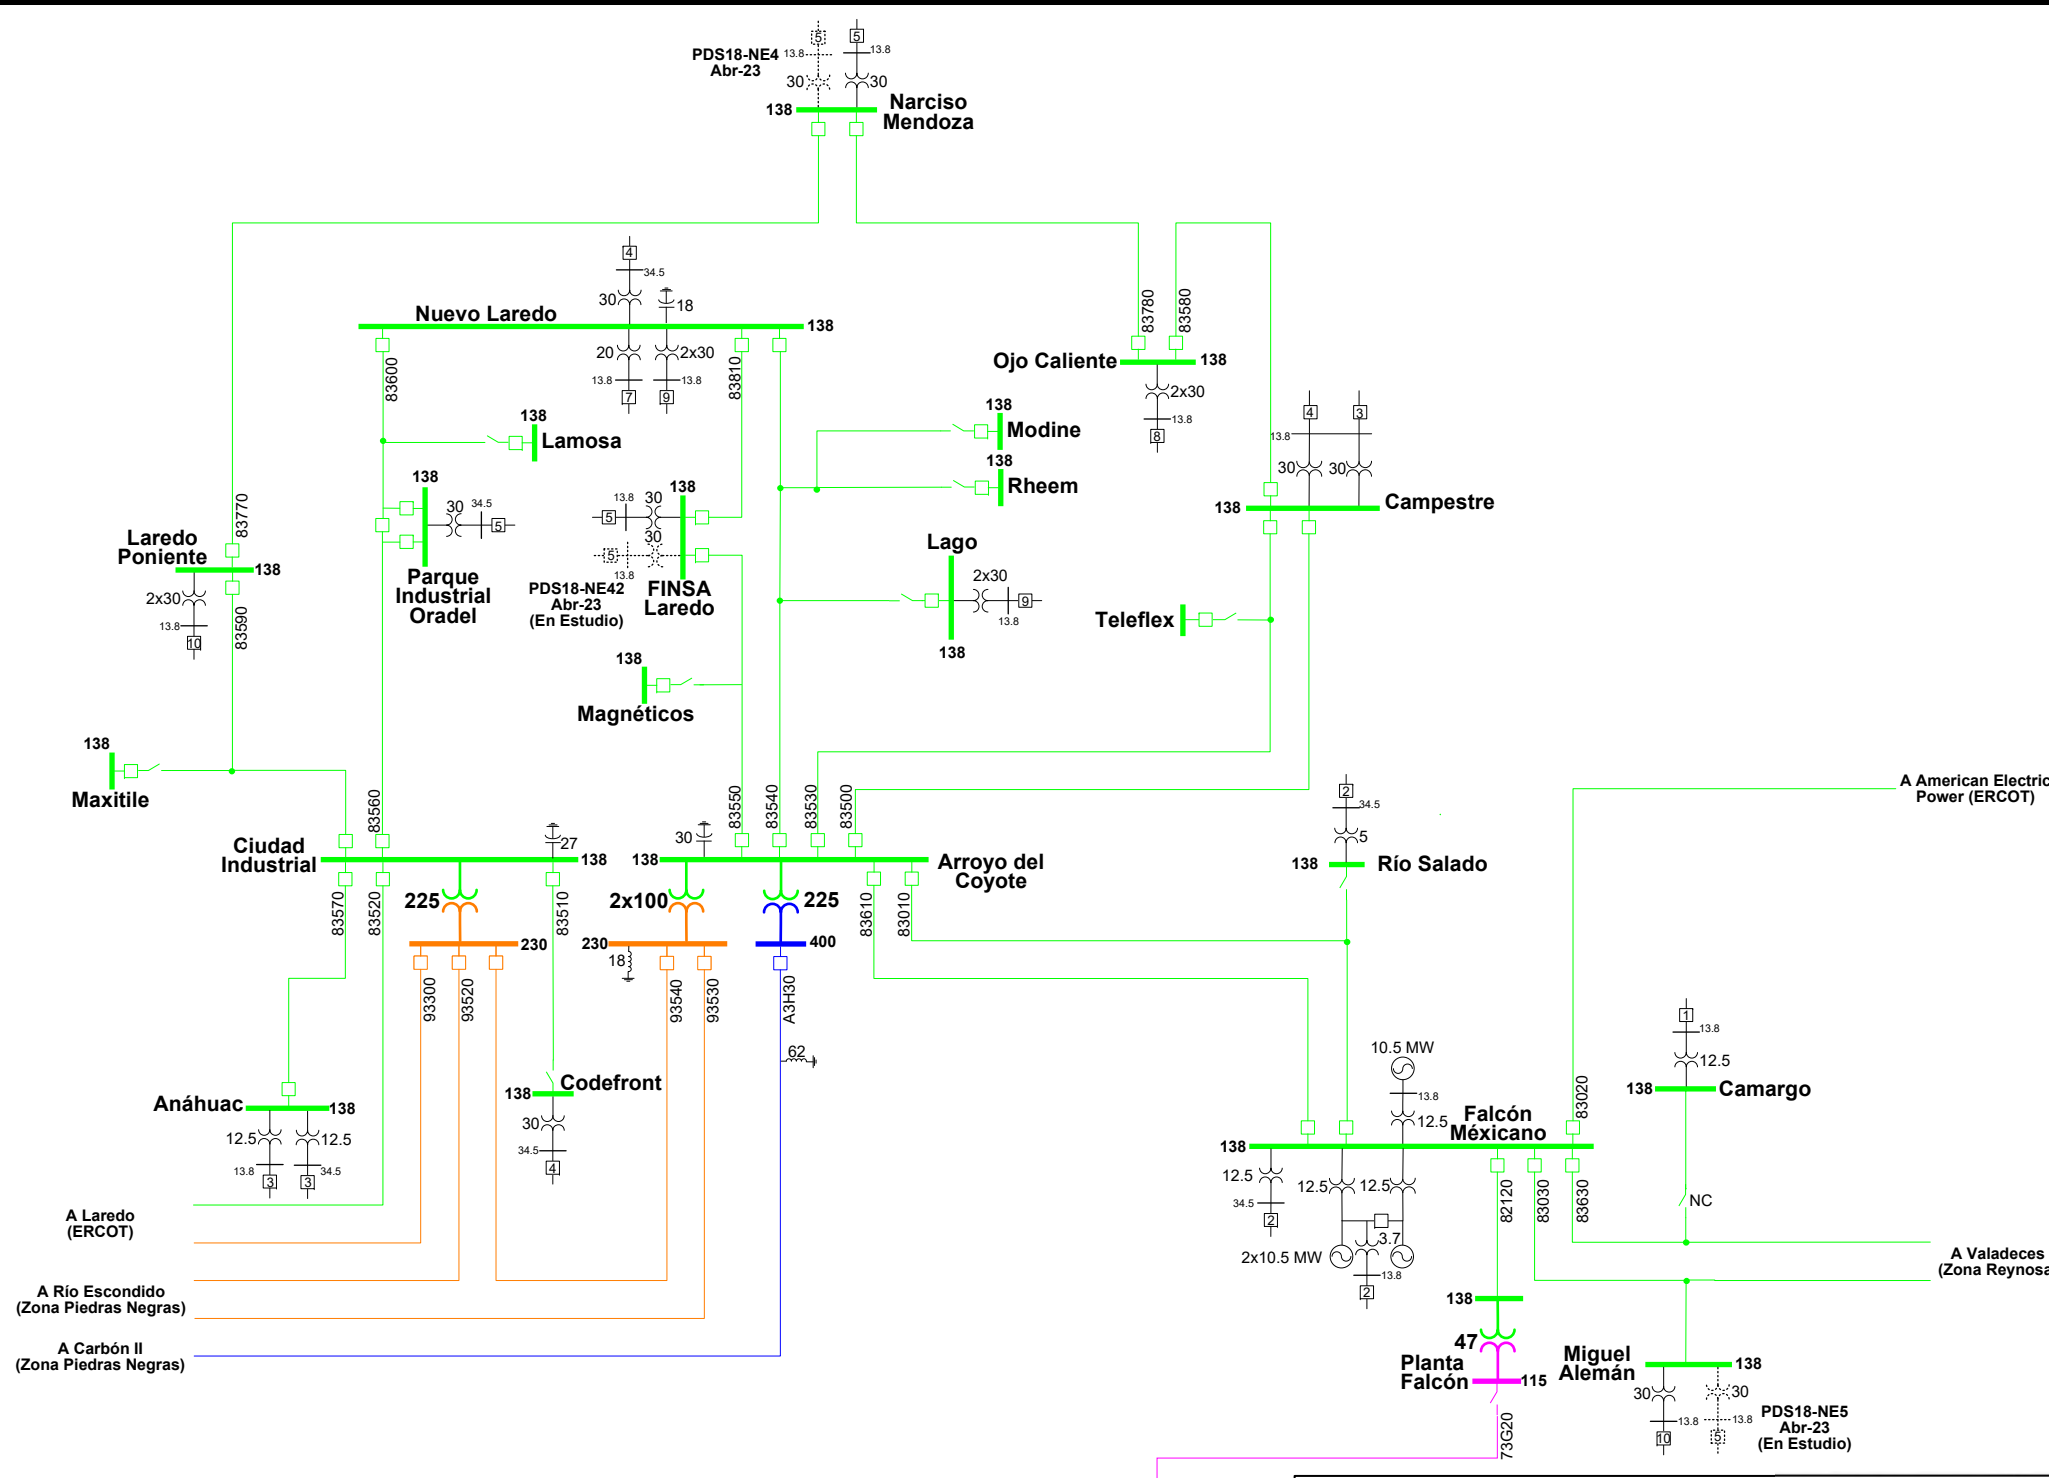 PDS18-NE4
Abr-23
13.8
5
5
13.8
30
30
138
Narciso
Mendoza
4
34.5
30
18
Nuevo Laredo
138
83600
20
2x30
13.8
13.8
7
9
83810
83780
83580
Ojo Caliente
138
2x30
13.8
8
138
Lamosa
138
Modine
138
Rheem
4
3
13.8
30
30
138
Campestre
83770
Laredo
Poniente
138
2x30
13.8
10
83590
138
30
34.5
5
Parque
Industrial
Oradel
13.8
30
138
5
30
5
13.8
PDS18-NE42
Abr-23
(En Estudio)
FINSA
Laredo
Lago
2x30
9
13.8
138
Teleflex
138
Magnéticos
138
Maxitile
83560
83550
83540
83530
83500
2
34.5
5
138
Río Salado
A American Electric
Power (ERCOT)
Ciudad
Industrial
27
138
30
138
Arroyo del
Coyote
83570
83520
225
83510
2x100
225
83610
83010
230
230
400
18
93300
93520
93540
93530
A3H30
62
138
Codefront
30
34.5
4
Anáhuac
138
12.5
12.5
13.8
34.5
3
3
10.5 MW
13.8
12.5
Falcón
Méxicano
138
83020
1
13.8
12.5
138
Camargo
NC
12.5
34.5
2
12.5
12.5
3.7
2x10.5 MW
13.8
2
82120
83030
83630
A Laredo
(ERCOT)
A Río Escondido
(Zona Piedras Negras)
A Carbón II
(Zona Piedras Negras)
A Valadeces
(Zona Reynosa
138
47
Planta
Falcón
115
73G20
Miguel
Alemán
138
30
30
13.8
13.8
10
5
PDS18-NE5
Abr-23
(En Estudio)